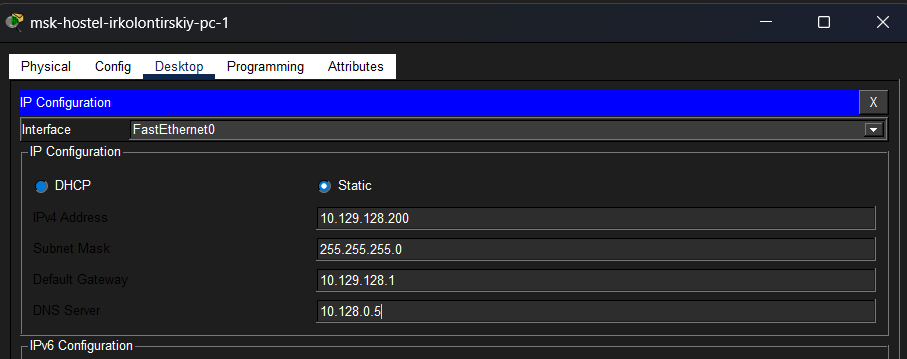 msk-hostel-irkolontirskiy-pc-1
Physical Config Desktop Programming Attributes
IP Configuration X
Interface FastEthernet0
IP Configuration
DHCP Static
IPv4 Address 10.129.128.200
Subnet Mask 255.255.255.0
Default Gateway 10.129.128.1
DNS Server 10.128.0.5
IPv6 Configuration